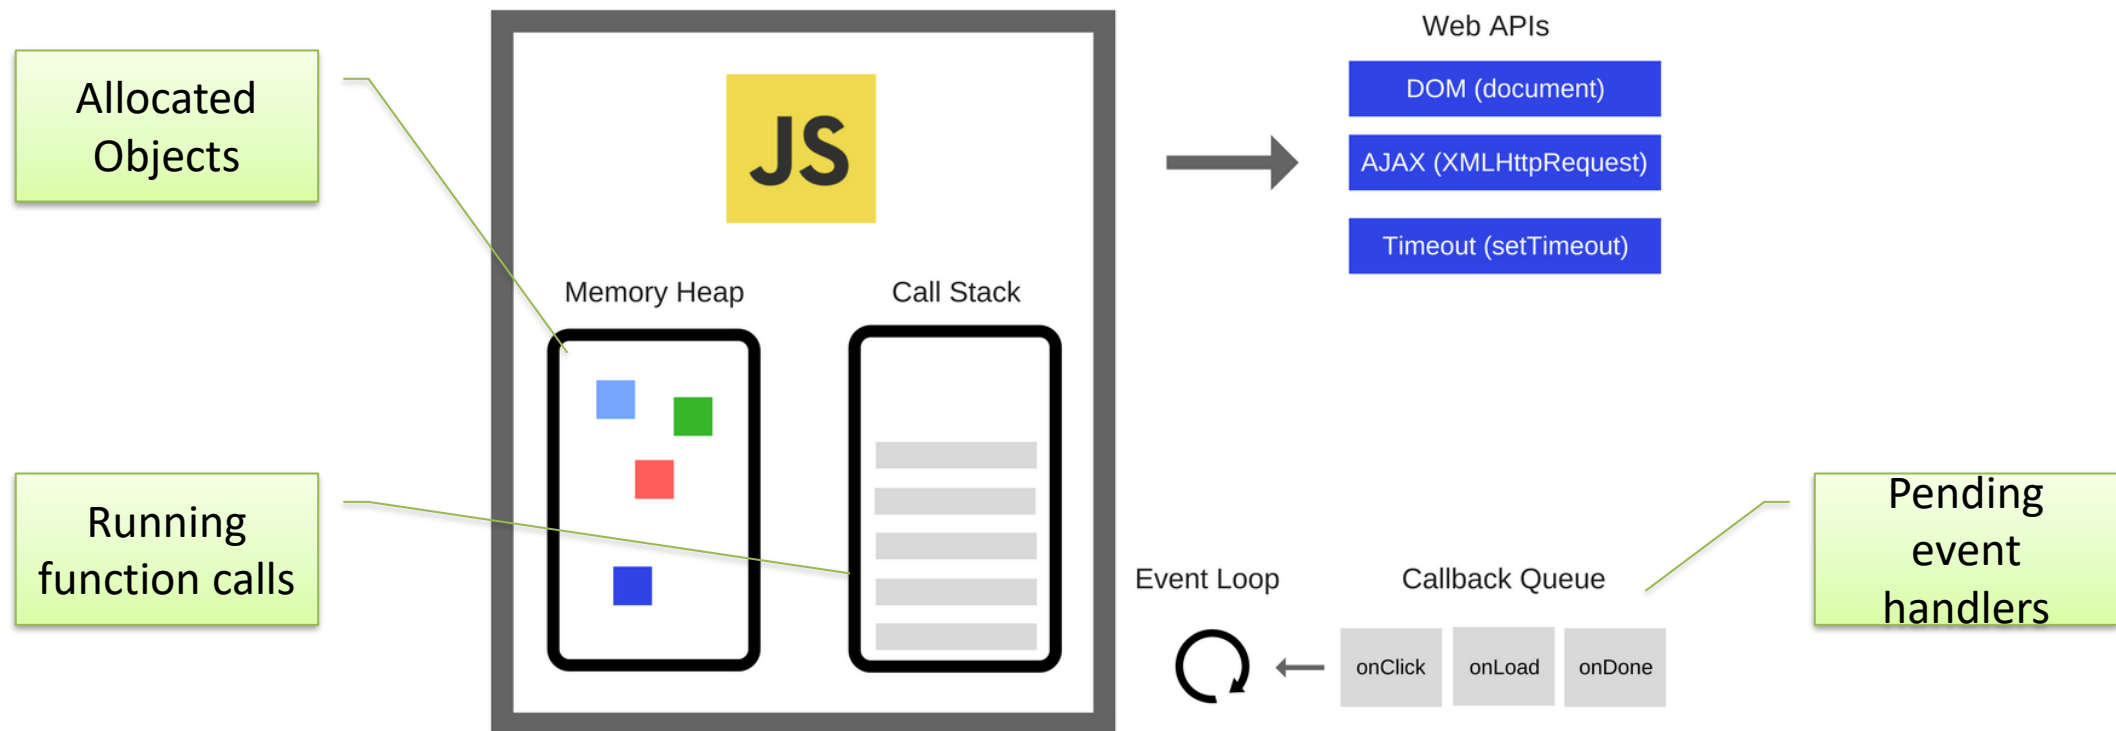 Allocated
Objects
Running
function calls
JS
Memory Heap
Call Stack
Web APIs
DOM (document)
AJAX (XMLHttpRequest)
Timeout (setTimeout)
Event Loop
Callback Queue
onClick
onLoad
onDone
Pending
event
handlers